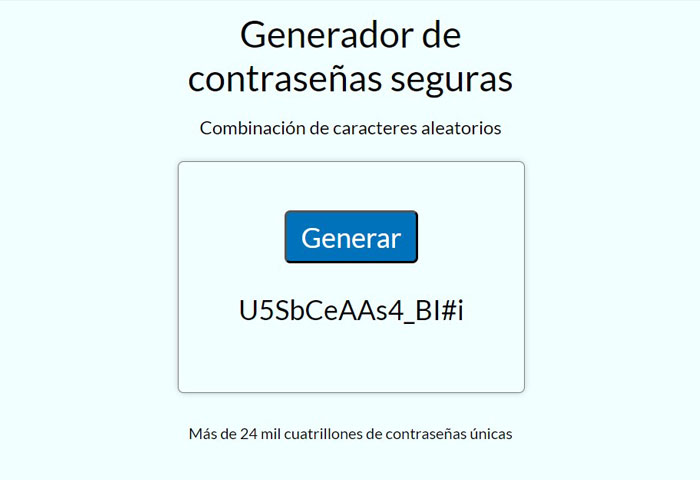 Generador de
contraseñas seguras
Combinación de caracteres aleatorios
Generar
U5SbCeAAs4_BI#i
Más de 24 mil cuatrillones de contraseñas únicas